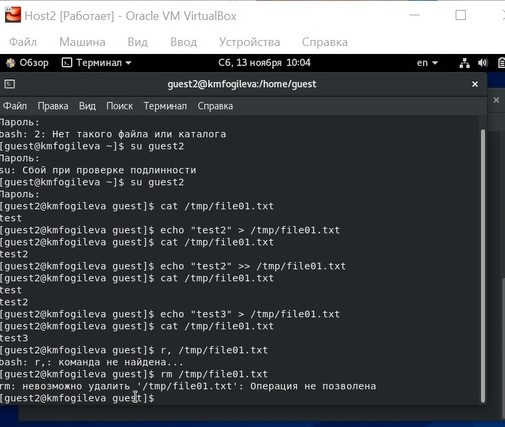 Host2 [Работает] - Oracle VM VirtualBox
Файл Машина Вид Ввод Устройства Справка
Обзор Терминал Сб, 13 ноября 10:04 en
guest2@kmfogileva:/home/guest
Файл Правка Вид Поиск Терминал Справка
Пароль:
bash: 2: Нет такого файла или каталога
[guest@kmfogileva ~]$ su guest2
Пароль:
su: Сбой при проверке подлинности
[guest@kmfogileva ~]$ su guest2
Пароль:
[guest2@kmfogileva guest]$ cat /tmp/file01.txt
test
[guest2@kmfogileva guest]$ echo "test2" > /tmp/file01.txt
[guest2@kmfogileva guest]$ cat /tmp/file01.txt
test2
[guest2@kmfogileva guest]$ echo "test2" >> /tmp/file01.txt
[guest2@kmfogileva guest]$ cat /tmp/file01.txt
test
test2
[guest2@kmfogileva guest]$ echo "test3" > /tmp/file01.txt
[guest2@kmfogileva guest]$ cat /tmp/file01.txt
test3
[guest2@kmfogileva guest]$ r, /tmp/file01.txt
bash: r,: команда не найдена...
[guest2@kmfogileva guest]$ rm /tmp/file01.txt
rm: невозможно удалить '/tmp/file01.txt': Операция не позволена
[guest2@kmfogileva guest]$